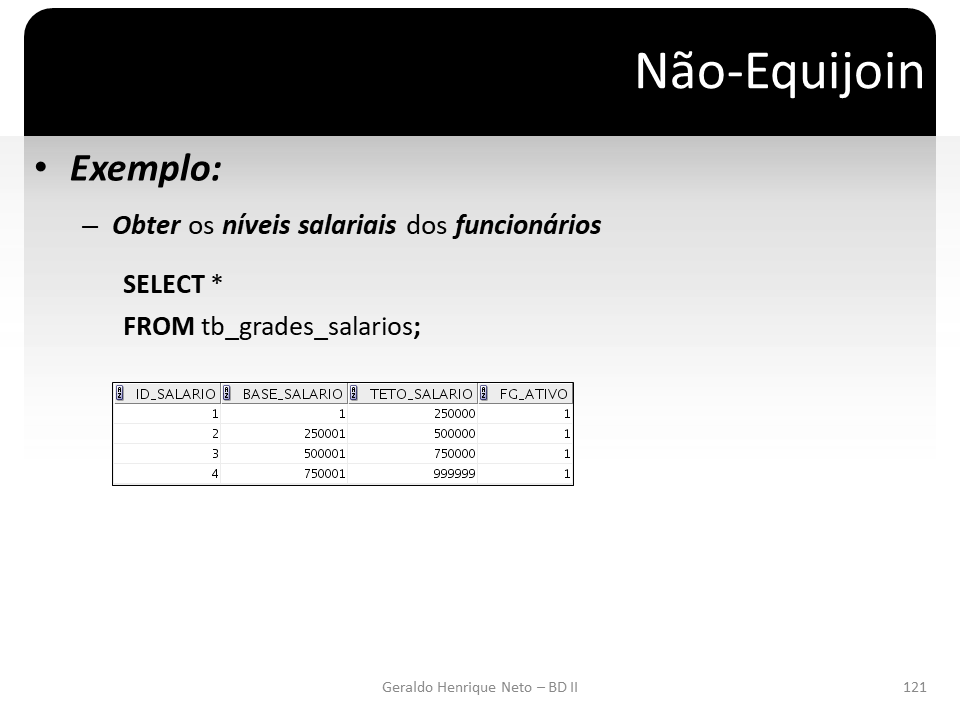 Não-Equijoin
• Exemplo:
– Obter os níveis salariais dos funcionários
SELECT *
FROM tb_grades_salarios;
ID_SALARIO BASE_SALARIO TETO_SALARIO FG_ATIVO
1 1 250000 1
2 250001 500000 1
3 500001 750000 1
4 750001 999999 1
Geraldo Henrique Neto – BD II 121